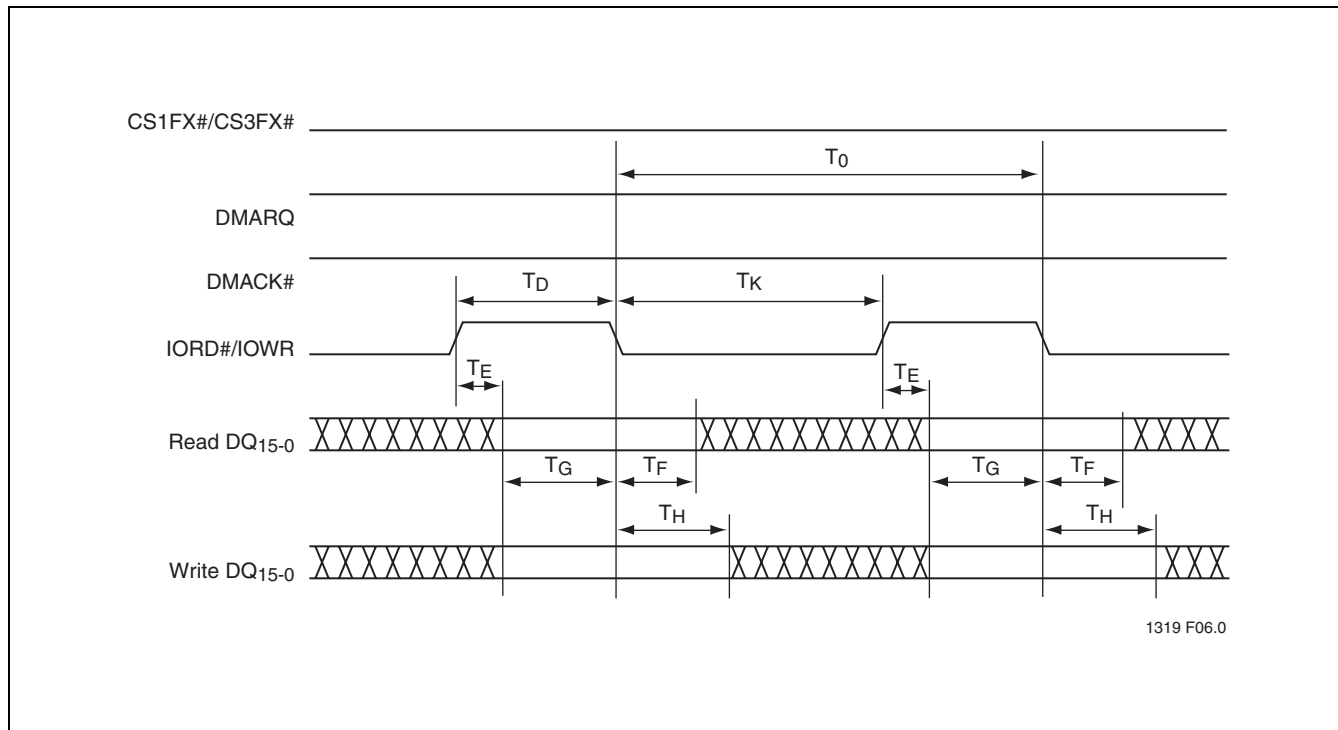 CS1FX#/CS3FX#
T0
DMARQ
DMACK#
TD TK
IORD#/IOWR
TE TE
Read DQ15-0
TG TF TG TF
TH TH
Write DQ15-0
1319 F06.0